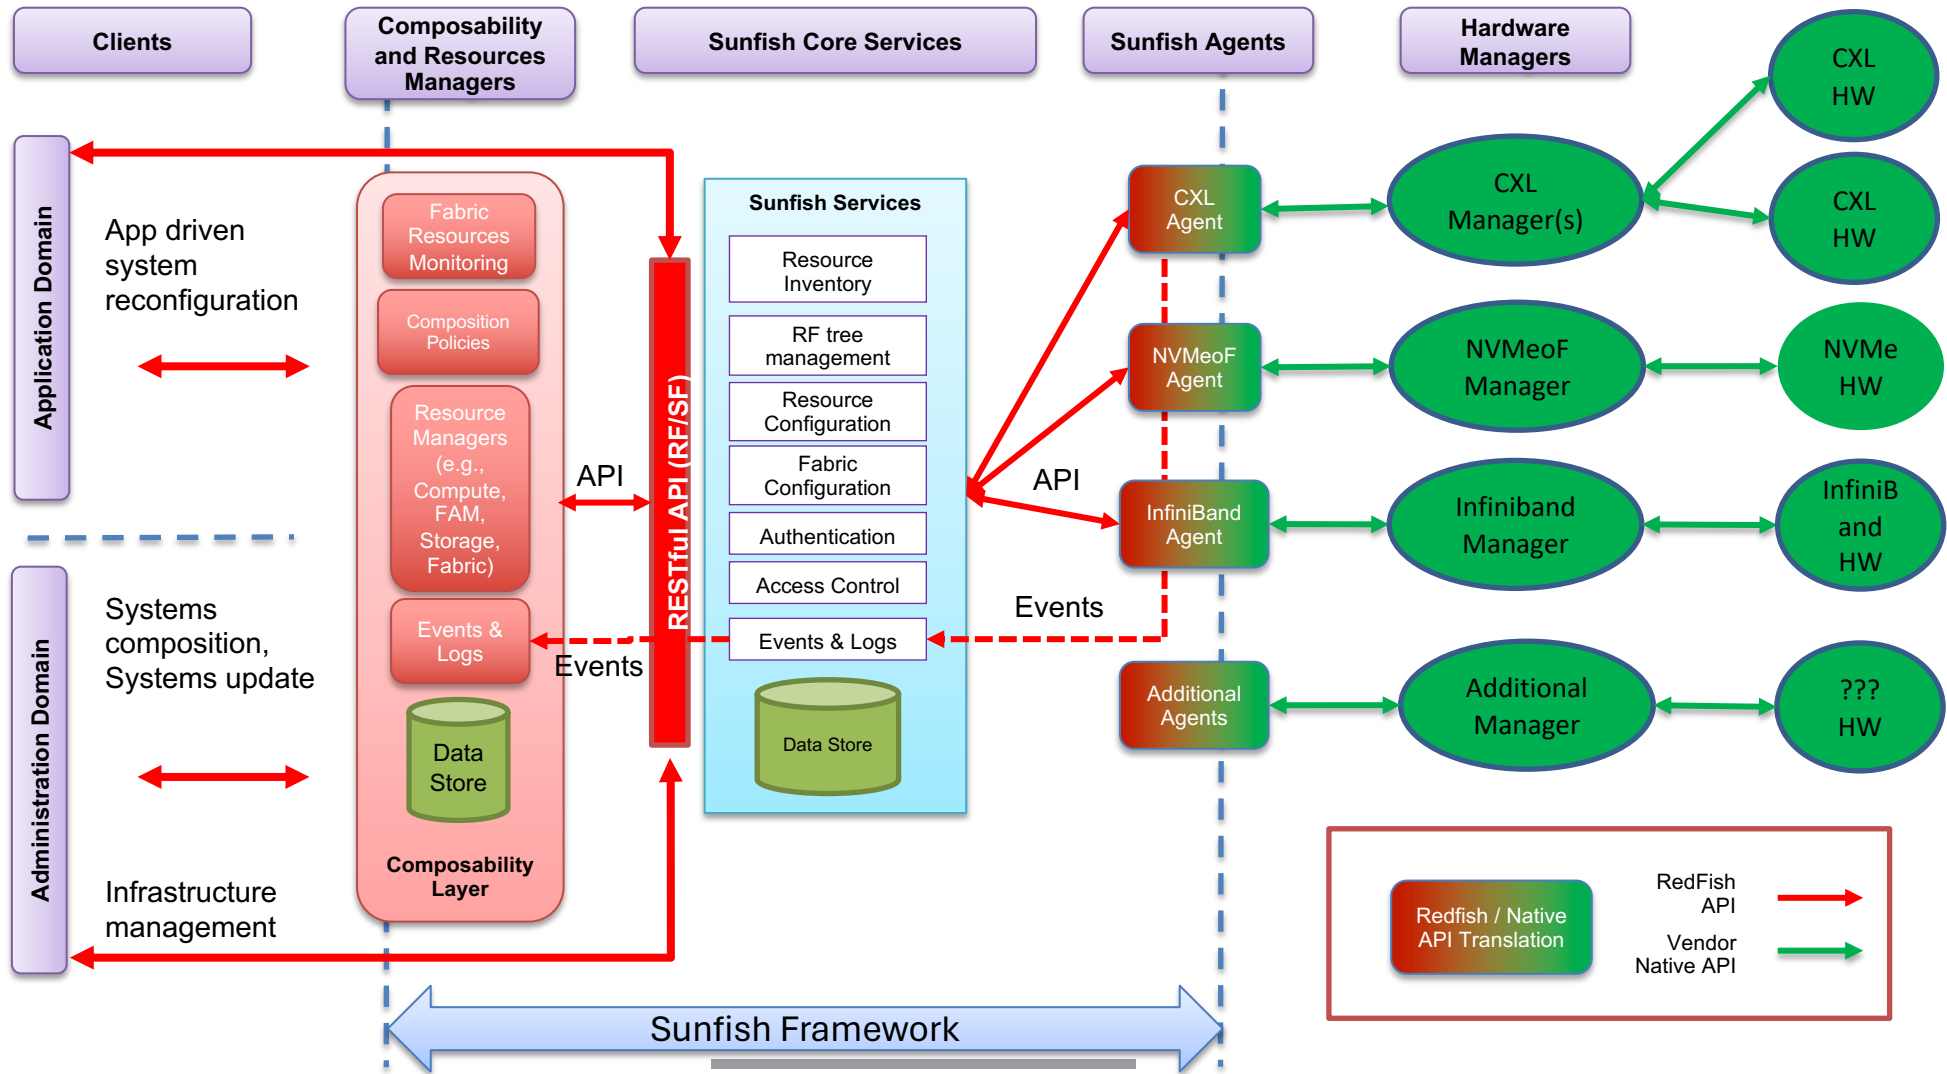 Clients
Composability
and Resources
Managers
Sunfish Core Services
Sunfish Agents
Hardware
Managers
Application Domain
App driven
system
reconfiguration
Administration Domain
Systems
composition,
Systems update
Infrastructure
management
Fabric
Resources
Monitoring
Composition
Policies
Resource
Managers
(e.g.,
Compute,
FAM,
Storage,
Fabric)
Events &
Logs
Data
Store
Composability
Layer
API
Events
RESTful API (RF/SF)
Sunfish Services
Resource
Inventory
RF tree
management
Resource
Configuration
Fabric
Configuration
Authentication
Access Control
Events & Logs
Data Store
API
Events
CXL
Agent
NVMeoF
Agent
InfiniBand
Agent
Additional
Agents
CXL
Manager(s)
NVMeoF
Manager
Infiniband
Manager
Additional
Manager
CXL
HW
CXL
HW
NVMe
HW
InfiniB
and
HW
???
HW
Redfish / Native
API Translation
RedFish
API
Vendor
Native API
Sunfish Framework